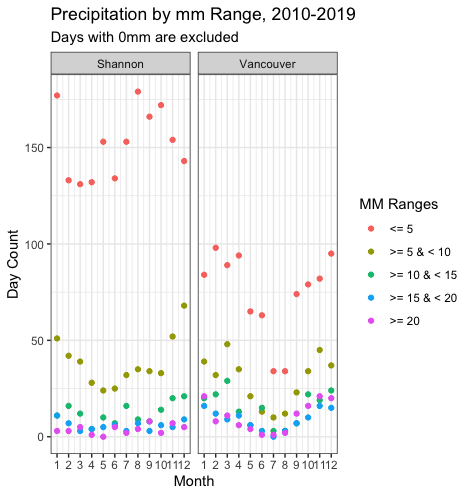 Precipitation by mm Range, 2010-2019
Days with 0mm are excluded
Shannon Vancouver
150
100
50
0
Day Count
1 2 3 4 5 6 7 8 9 10 11 12 1 2 3 4 5 6 7 8 9 10 11 12
Month
MM Ranges
<= 5
>= 5 & < 10
>= 10 & < 15
>= 15 & < 20
>= 20